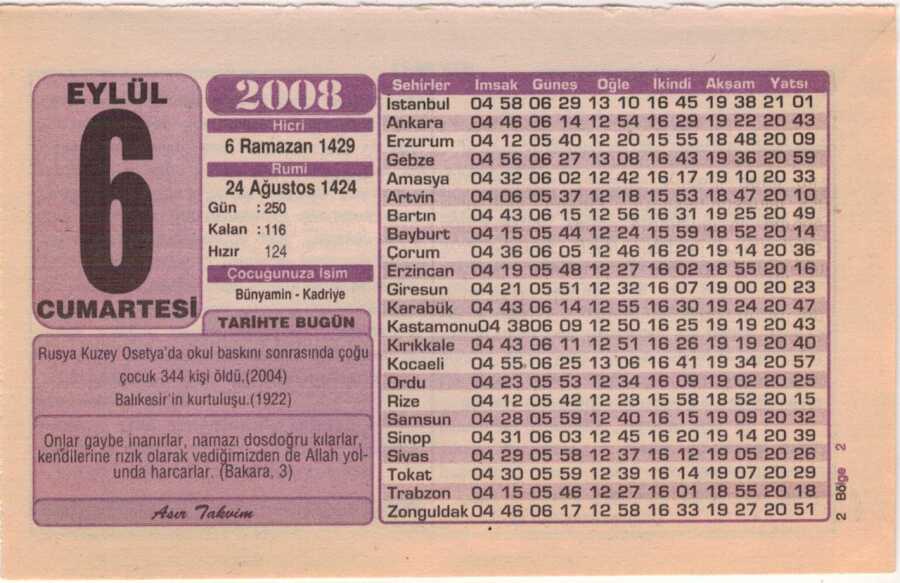 EYLÜL
6
CUMARTESİ
2008
Hicri
6 Ramazan 1429
Rumi
24 Ağustos 1424
Gün : 250
Kalan : 116
Hızır 124
Çocuğunuza İsim
Bünyamin - Kadriye
TARİHTE BUGÜN
Rusya Kuzey Osetya'da okul baskını sonrasında çoğu
çocuk 344 kişi öldü.(2004)
Balıkesir'in kurtuluşu.(1922)
Onlar gaybe inanırlar, namazı dosdoğru kılarlar,
kendilerine rızık olarak vediğimizden de Allah yol-
unda harcarlar. (Bakara, 3)
Asır Takvim
Şehirler İmsak Güneş Öğle İkindi Akşam Yatsı
İstanbul 04 58 06 29 13 10 16 45 19 38 21 01
Ankara 04 46 06 14 12 54 16 29 19 22 20 43
Erzurum 04 12 05 40 12 20 15 55 18 48 20 09
Gebze 04 56 06 27 13 08 16 43 19 36 20 59
Amasya 04 32 06 02 12 42 16 17 19 10 20 33
Artvin 04 06 05 37 12 18 15 53 18 47 20 10
Bartın 04 43 06 15 12 56 16 31 19 25 20 49
Bayburt 04 15 05 44 12 24 15 59 18 52 20 14
Çorum 04 36 06 05 12 46 16 20 19 14 20 36
Erzincan 04 19 05 48 12 27 16 02 18 55 20 16
Giresun 04 21 05 51 12 32 16 07 19 00 20 23
Karabük 04 43 06 14 12 55 16 30 19 24 20 47
Kastamonu04 3806 09 12 50 16 25 19 19 20 43
Kırıkkale 04 43 06 11 12 51 16 26 19 19 20 40
Kocaeli 04 55 06 25 13 06 16 41 19 34 20 57
Ordu 04 23 05 53 12 34 16 09 19 02 20 25
Rize 04 12 05 42 12 23 15 58 18 52 20 15
Samsun 04 28 05 59 12 40 16 15 19 09 20 32
Sinop 04 31 06 03 12 45 16 20 19 14 20 39
Sivas 04 29 05 58 12 37 16 12 19 05 20 26
Tokat 04 30 05 59 12 39 16 14 19 07 20 29
Trabzon 04 15 05 46 12 27 16 01 18 55 20 18
Zonguldak 04 46 06 17 12 58 16 33 19 27 20 51
2 Bölge 2